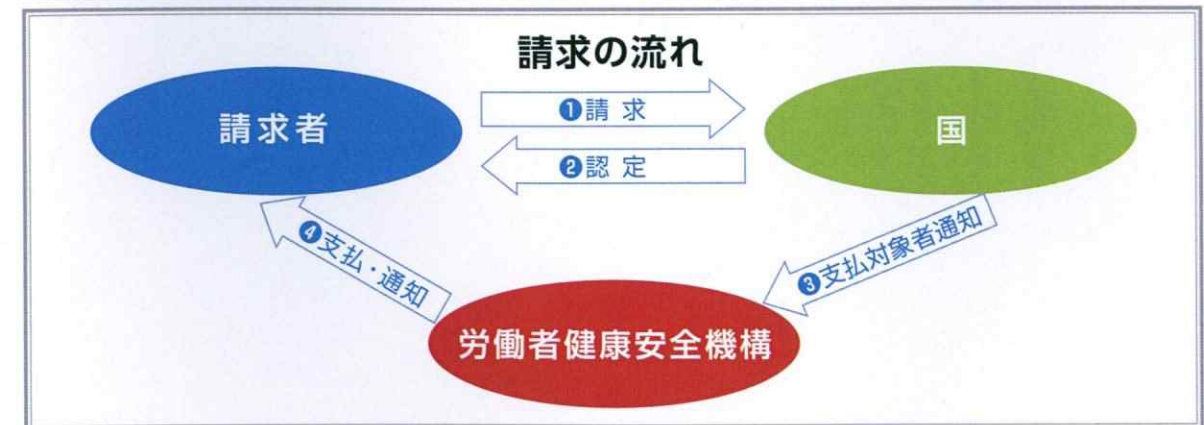 請求の流れ
請求者
❶請求
国
❷認定
❸支払対象者通知
❹支払・通知
労働者健康安全機構